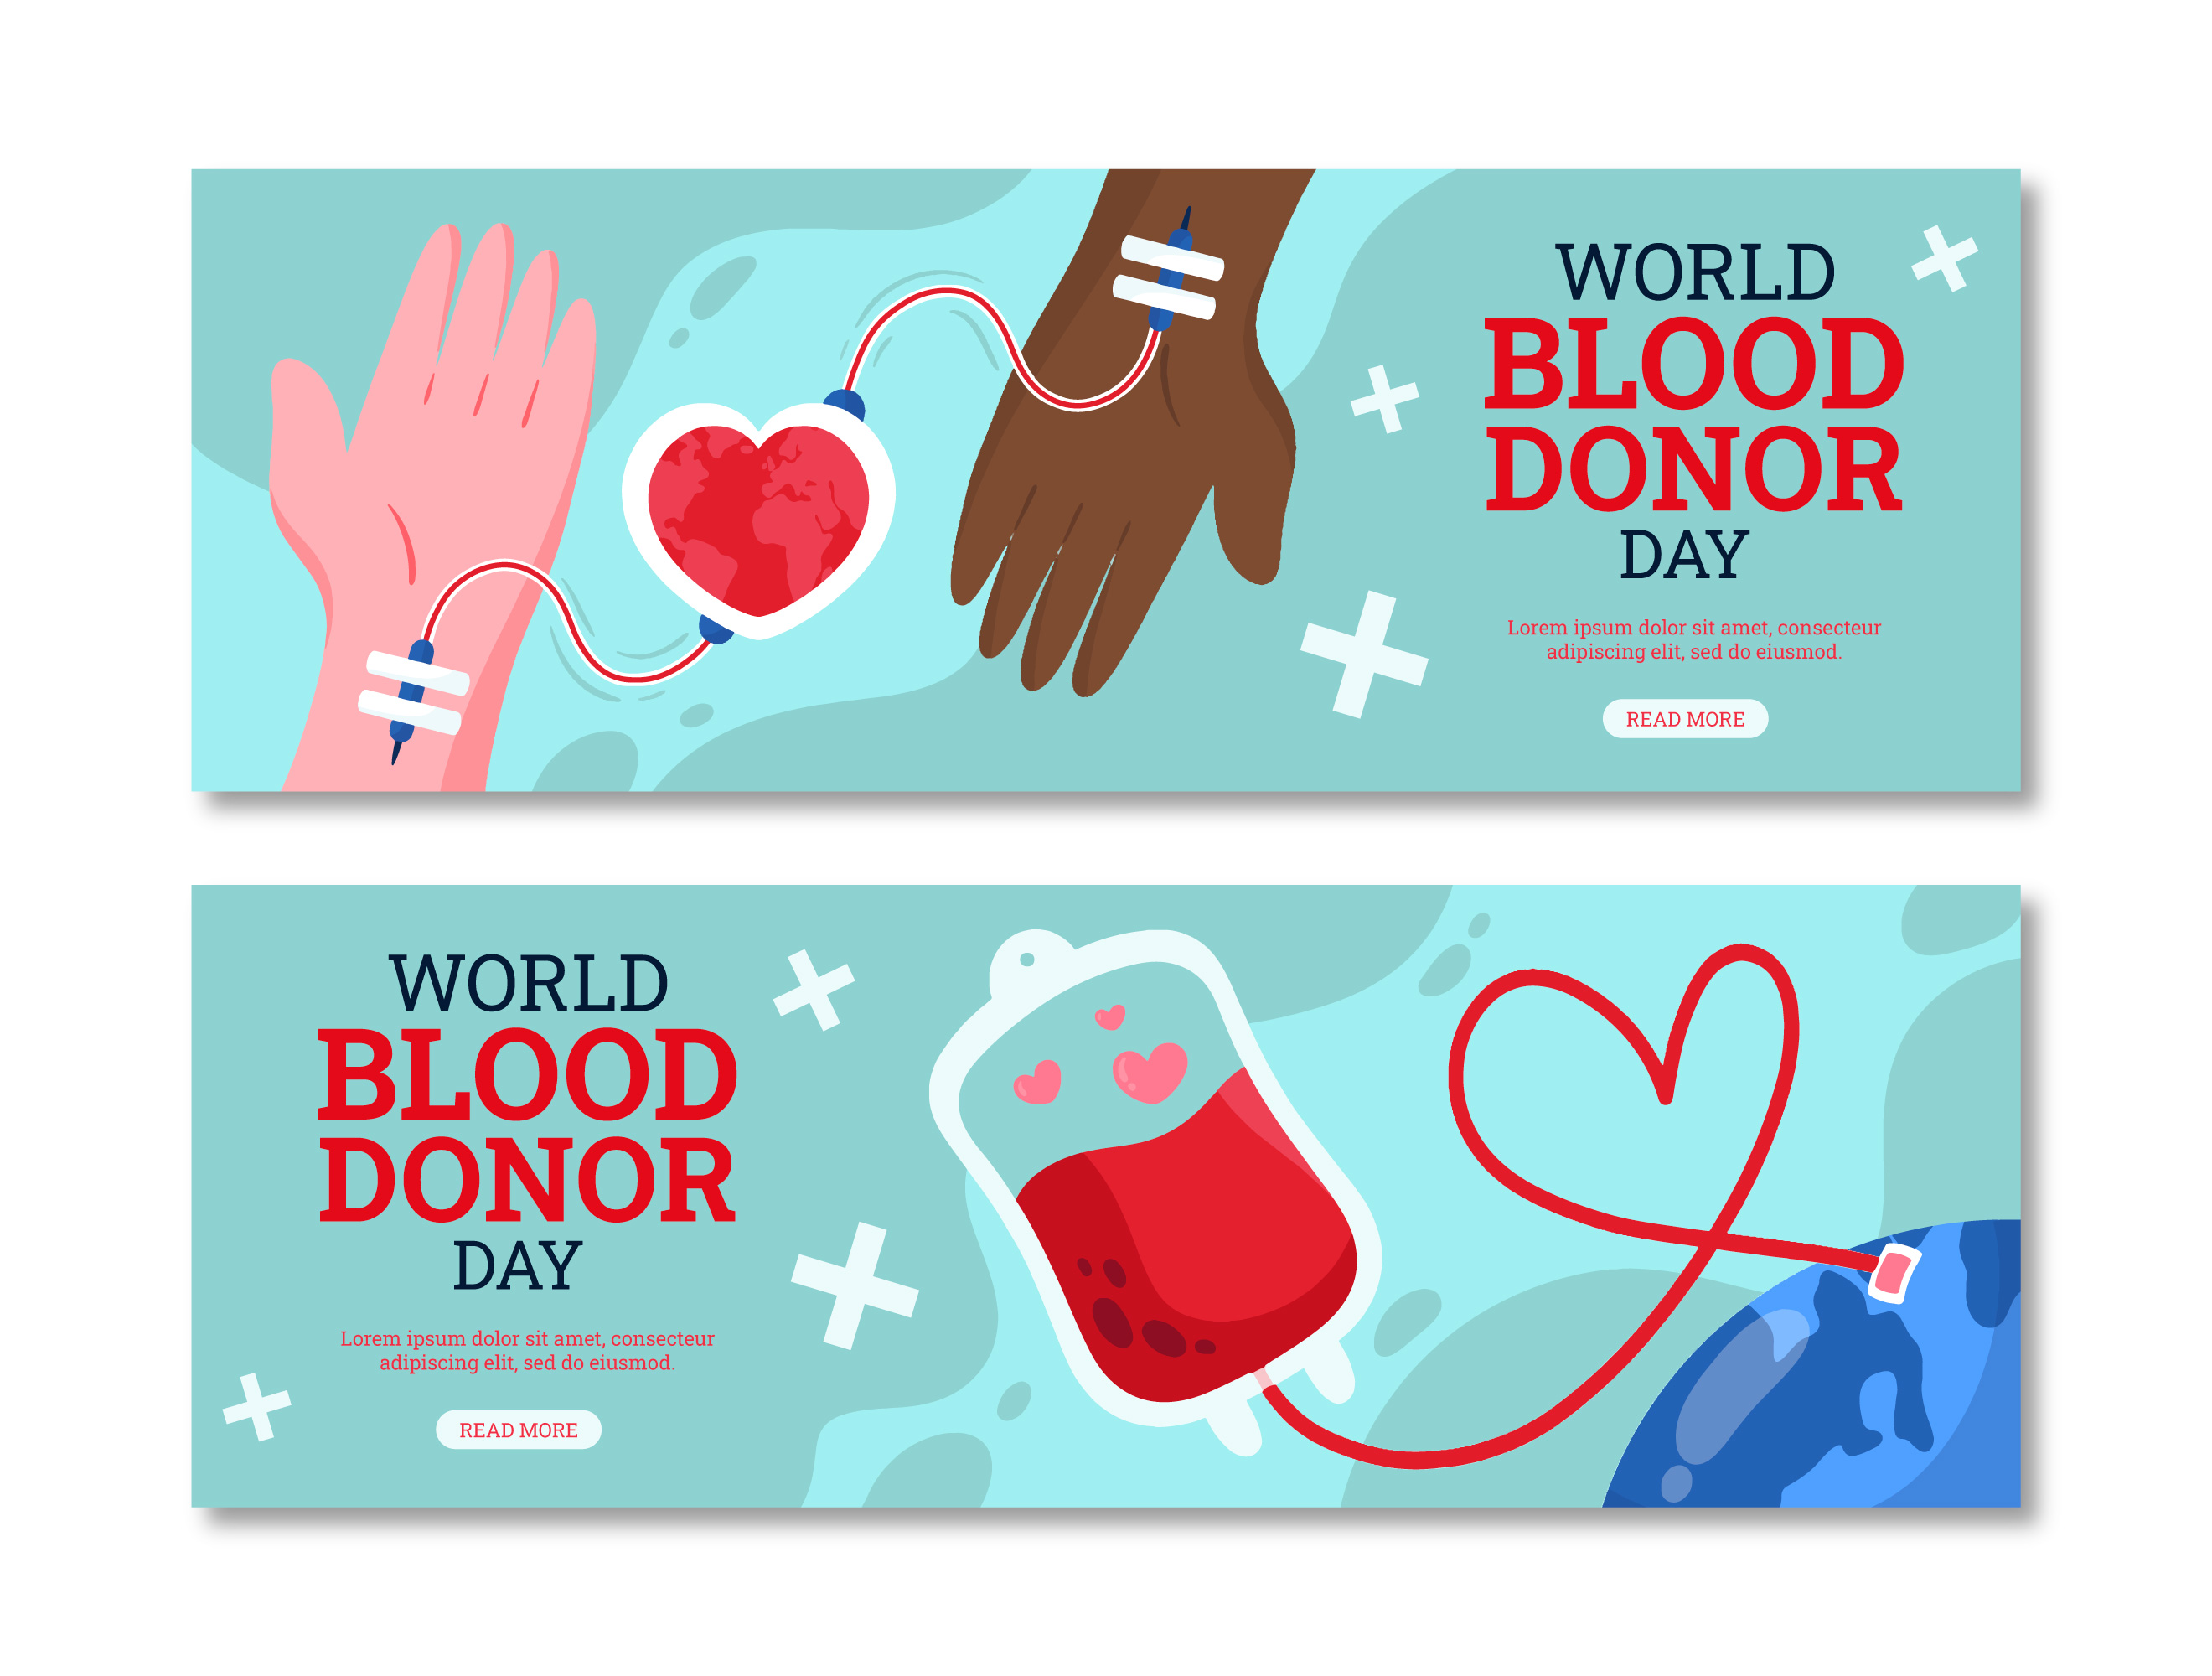 WORLD
BLOOD
DONOR
DAY
Lorem ipsum dolor sit amet, consecteur
adipiscing elit, sed do eiusmod.
READ MORE
WORLD
BLOOD
DONOR
DAY
Lorem ipsum dolor sit amet, consecteur
adipiscing elit, sed do eiusmod.
READ MORE